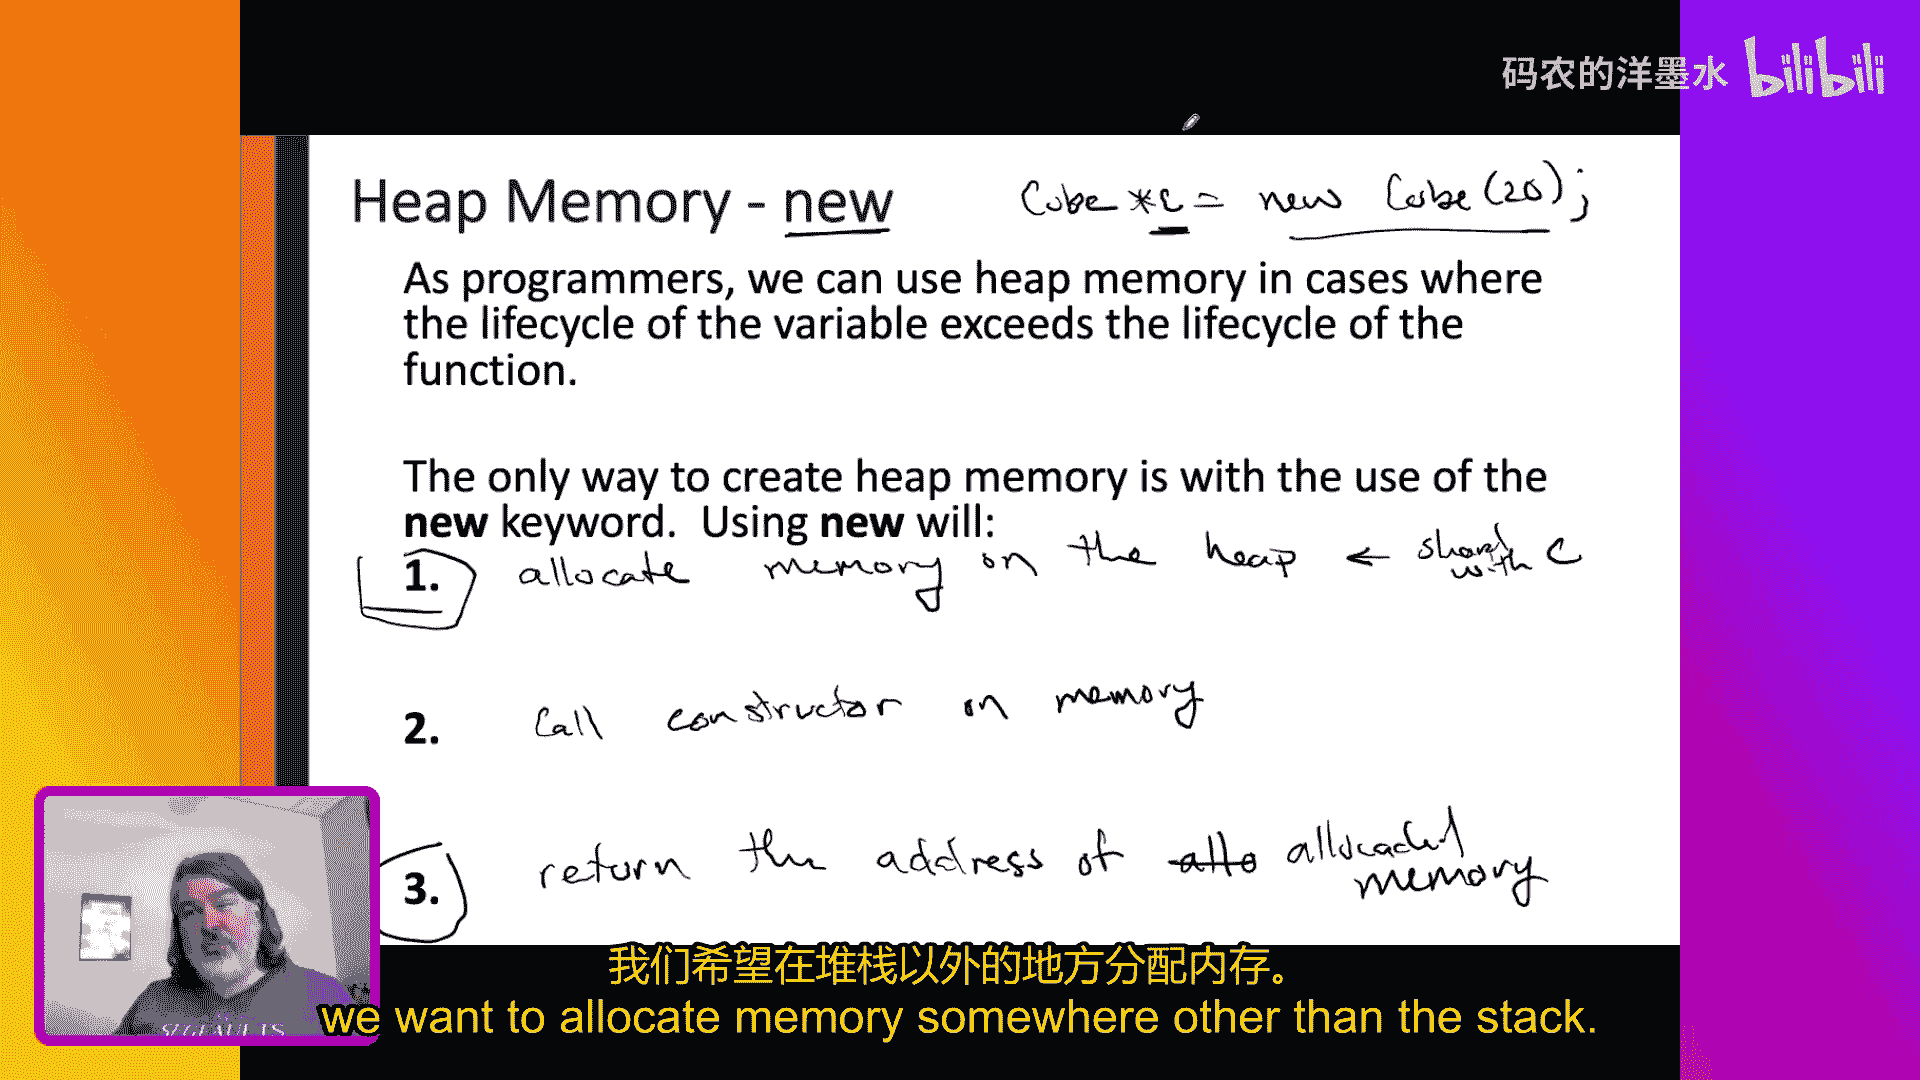 码农的洋墨水 bilibili
Heap Memory - new
Cube *c = new Cube(20);
As programmers, we can use heap memory in cases where
the lifecycle of the variable exceeds the lifecycle of the
function.
The only way to create heap memory is with the use of the
new keyword. Using new will:
1. allocate memory on the heap ← shared with C
2. Call constructor on memory
3. return the address of allo allocated memory
SEGFAULTS
我们希望在堆栈以外的地方分配内存。
we want to allocate memory somewhere other than the stack.